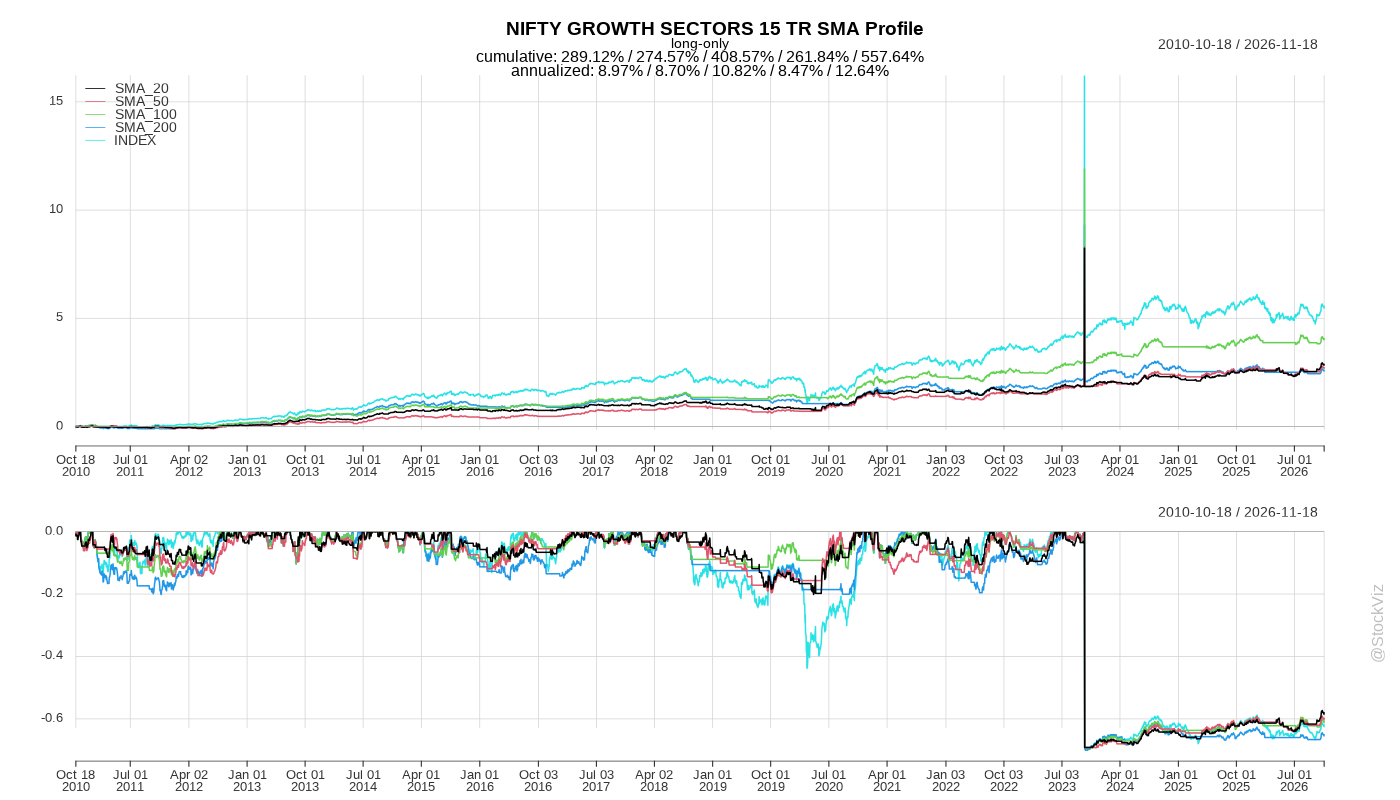 NIFTY GROWTH SECTORS 15 TR SMA Profile
long-only
cumulative: 289.12% / 274.57% / 408.57% / 261.84% / 557.64%
annualized: 8.97% / 8.70% / 10.82% / 8.47% / 12.64%
2010-10-18 / 2026-11-18
SMA_20
SMA_50
SMA_100
SMA_200
INDEX
15
10
5
0
Oct 18 Jul 01 Apr 02 Jan 01 Oct 01 Jul 01 Apr 01 Jan 01 Oct 03 Jul 03 Apr 02 Jan 01 Oct 01 Jul 01 Apr 01 Jan 03 Oct 03 Jul 03 Apr 01 Jan 01 Oct 01 Jul 01
2010 2011 2012 2013 2013 2014 2015 2016 2016 2017 2018 2019 2019 2020 2021 2022 2022 2023 2024 2025 2025 2026
2010-10-18 / 2026-11-18
0.0
-0.2
-0.4
-0.6
Oct 18 Jul 01 Apr 02 Jan 01 Oct 01 Jul 01 Apr 01 Jan 01 Oct 03 Jul 03 Apr 02 Jan 01 Oct 01 Jul 01 Apr 01 Jan 03 Oct 03 Jul 03 Apr 01 Jan 01 Oct 01 Jul 01
2010 2011 2012 2013 2013 2014 2015 2016 2016 2017 2018 2019 2019 2020 2021 2022 2022 2023 2024 2025 2025 2026
@StockViz